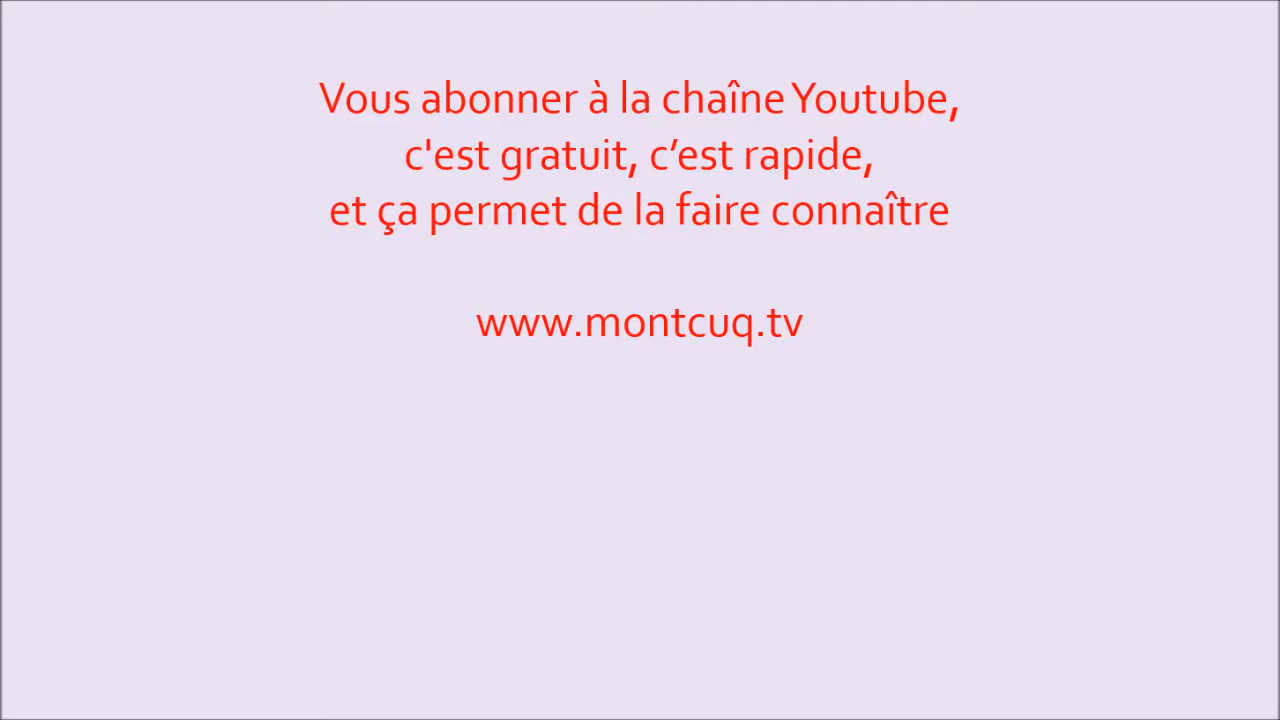 Vous abonner à la chaîne Youtube,
c'est gratuit, c’est rapide,
et ça permet de la faire connaître
www.montcuq.tv